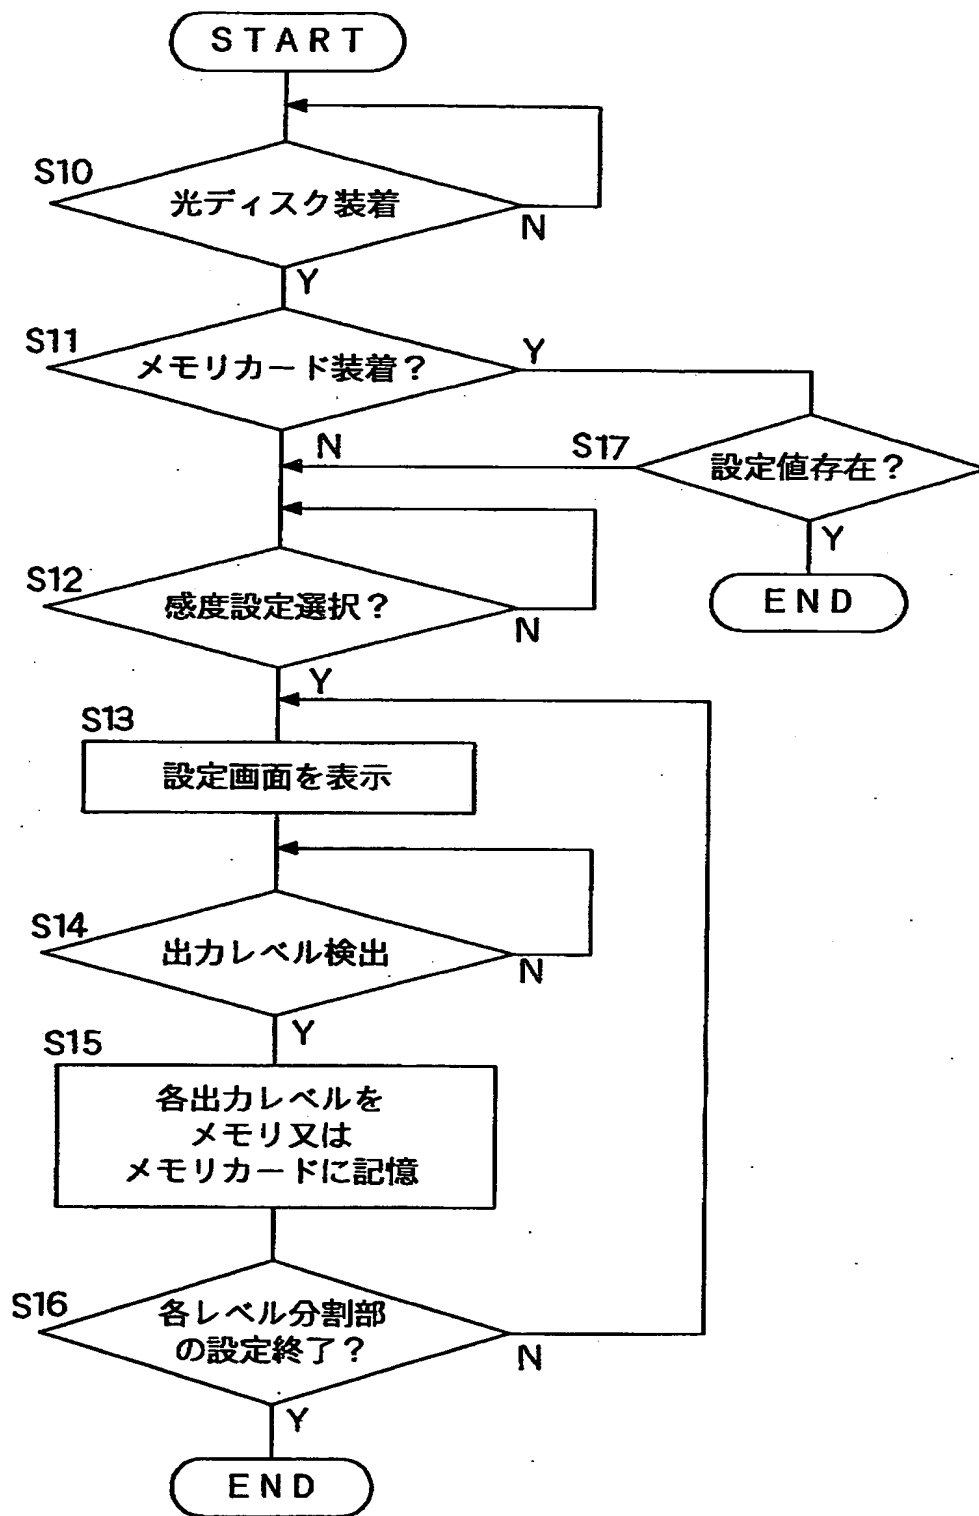 START
S10
光ディスク装着
N
Y
S11
メモリカード装着？
Y
N
S17
設定値存在？
Y
END
S12
感度設定選択？
N
Y
S13
設定画面を表示
S14
出力レベル検出
N
Y
S15
各出力レベルを
メモリ又は
メモリカードに記憶
S16
各レベル分割部
の設定終了？
N
Y
END